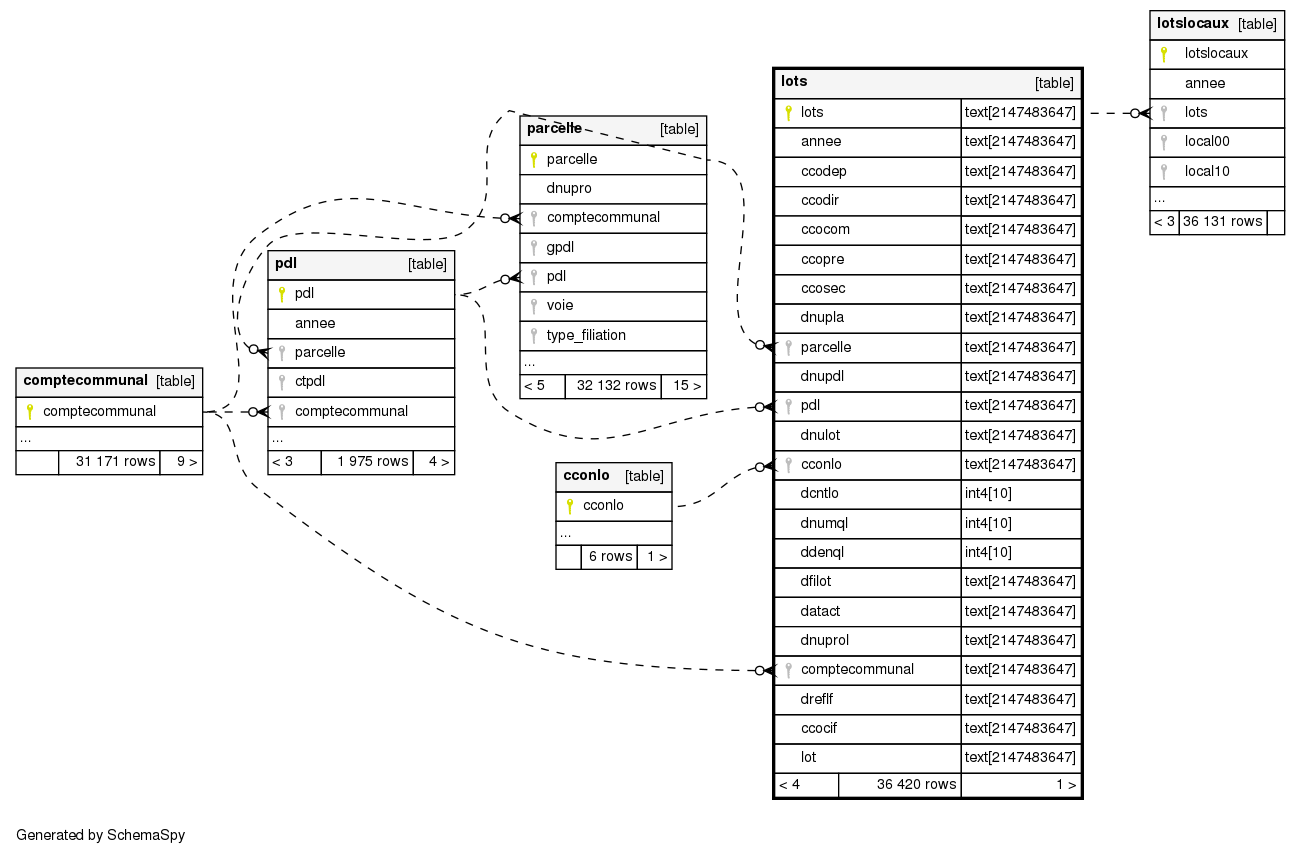 lotslocaux [table]
lotslocaux
annee
lots
local00
local10
...
< 3 36 131 rows
lots [table]
lots text[2147483647]
annee text[2147483647]
ccodep text[2147483647]
ccodir text[2147483647]
ccocom text[2147483647]
ccopre text[2147483647]
ccosec text[2147483647]
dnupla text[2147483647]
parcelle text[2147483647]
dnupdl text[2147483647]
pdl text[2147483647]
dnulot text[2147483647]
cconlo text[2147483647]
dcntlo int4[10]
dnumql int4[10]
ddenql int4[10]
dfilot text[2147483647]
datact text[2147483647]
dnuprol text[2147483647]
comptecommunal text[2147483647]
dreflf text[2147483647]
ccocif text[2147483647]
lot text[2147483647]
< 4 36 420 rows 1 >
parcelle [table]
parcelle
dnupro
comptecommunal
gpdl
pdl
voie
type_filiation
...
< 5 32 132 rows 15 >
pdl [table]
pdl
annee
parcelle
ctpdl
comptecommunal
...
< 3 1 975 rows 4 >
comptecommunal [table]
comptecommunal
...
31 171 rows 9 >
cconlo [table]
cconlo
...
6 rows 1 >
Generated by SchemaSpy